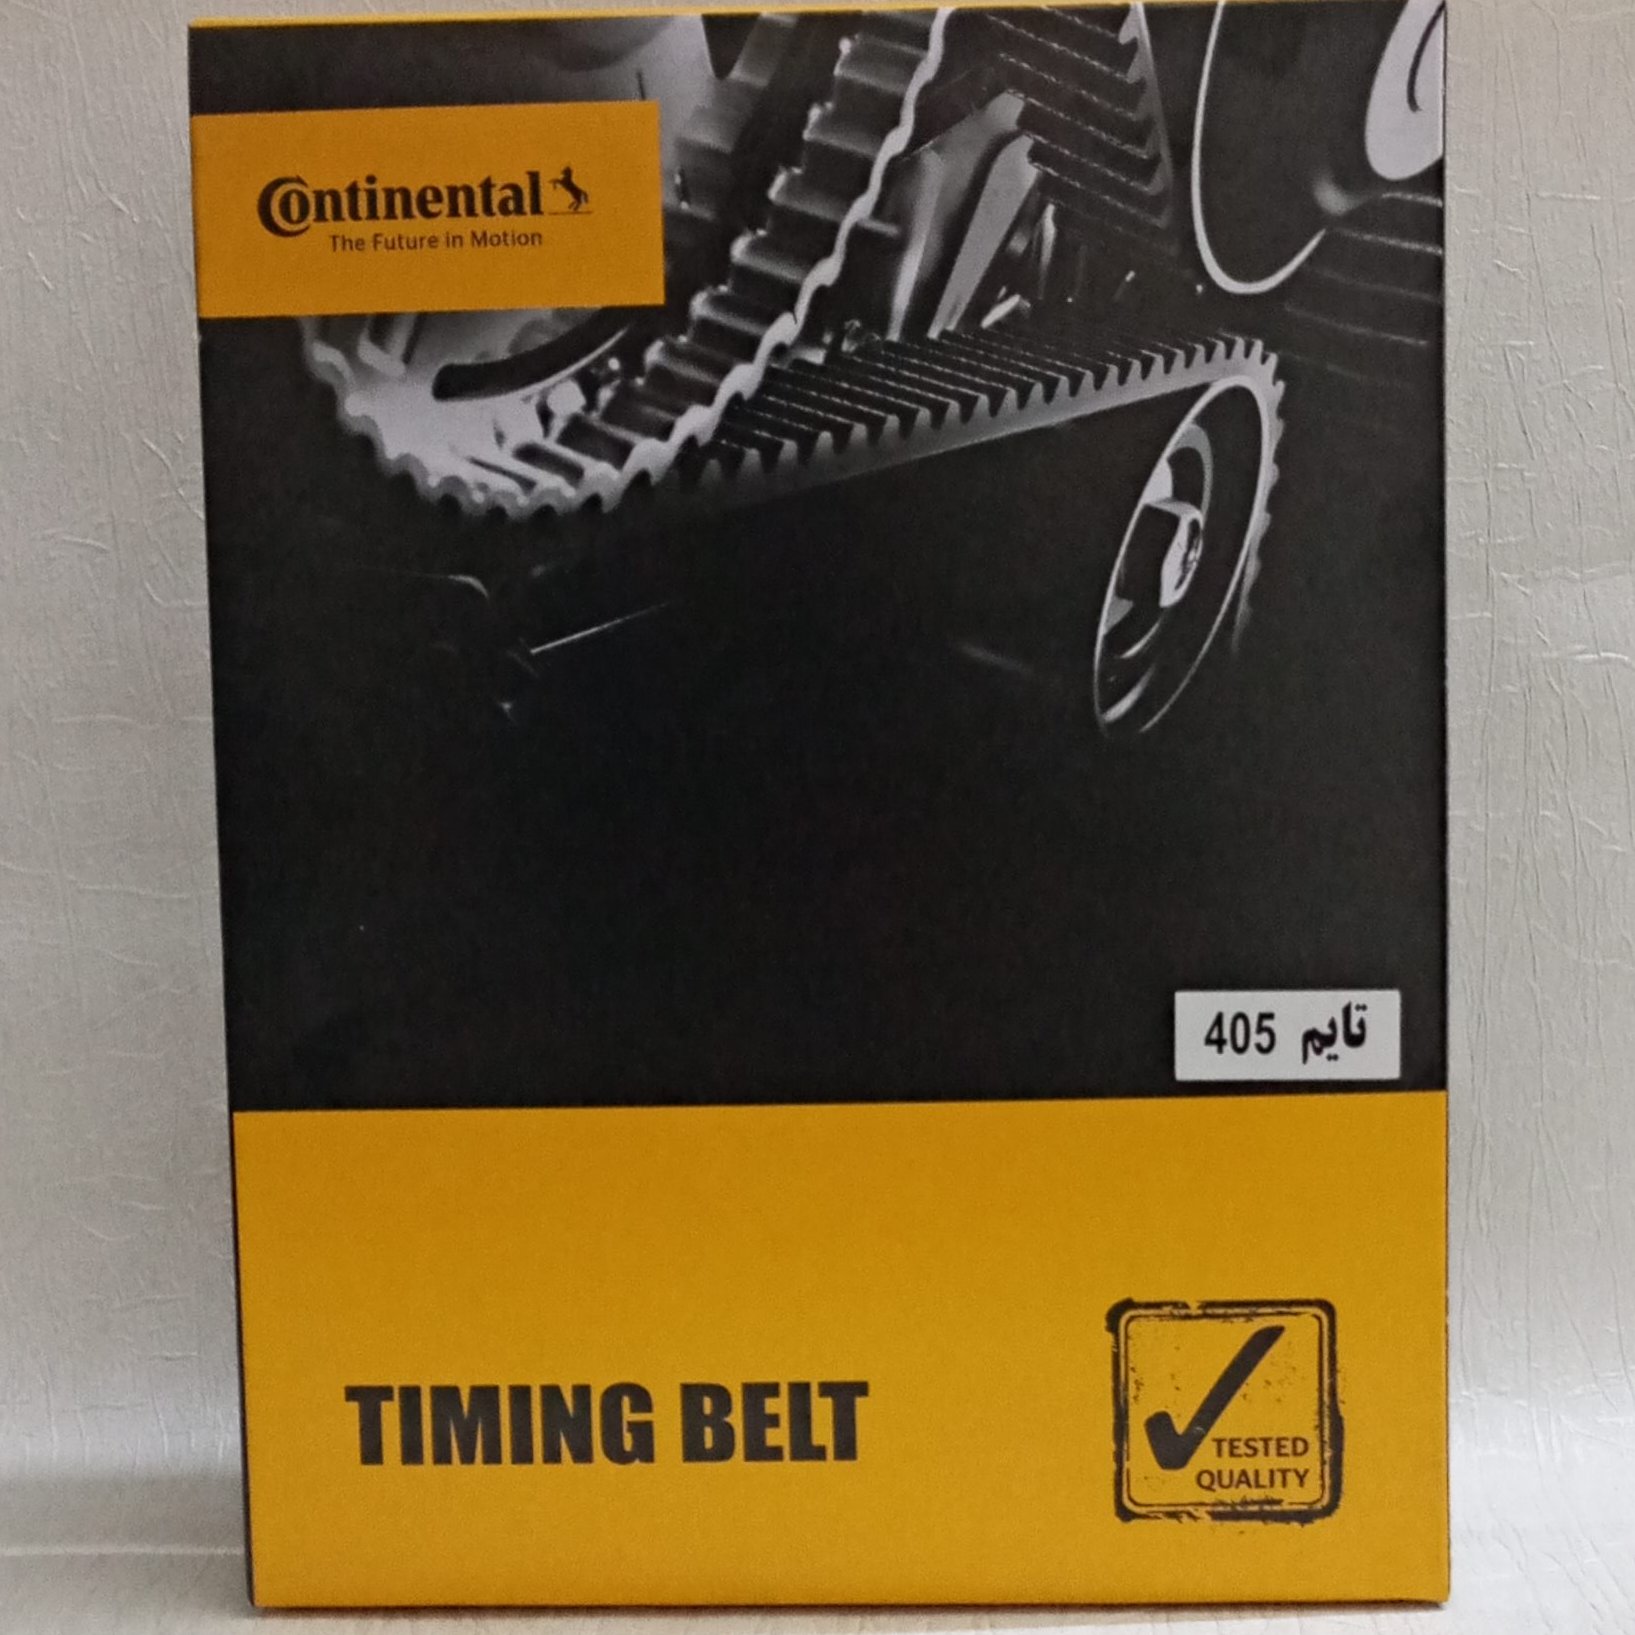 Continental
The Future in Motion
تایم 405
TIMING BELT
TESTED
QUALITY